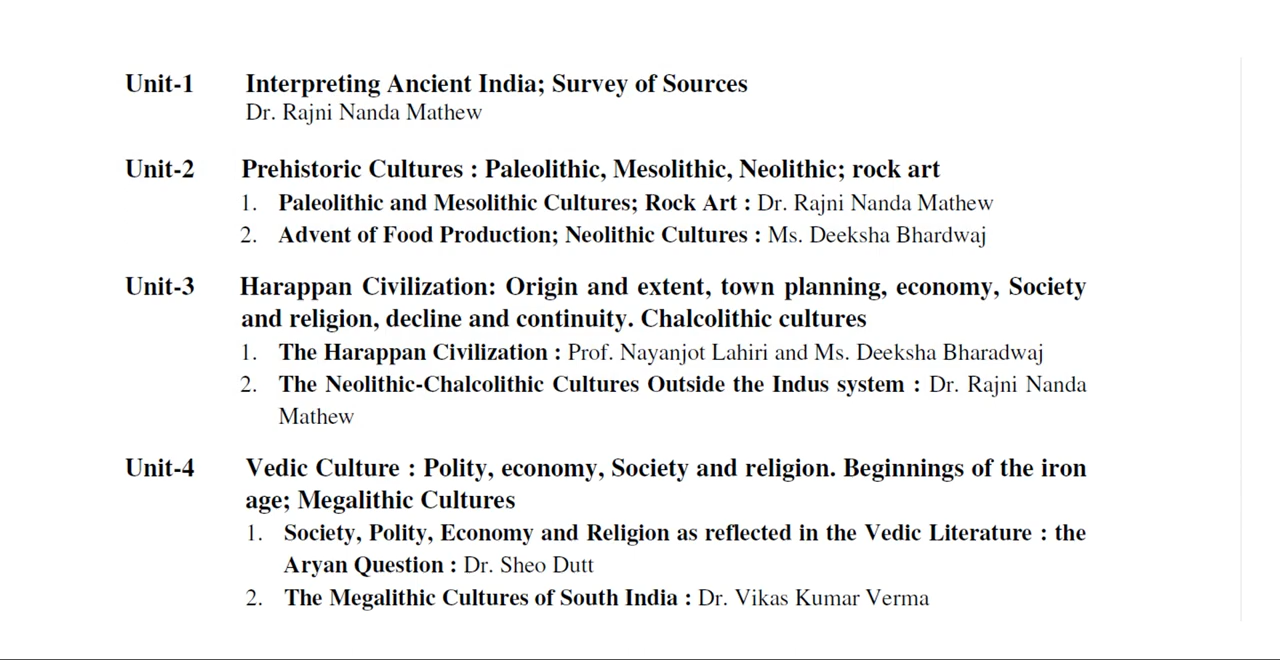 Unit-1 Interpreting Ancient India; Survey of Sources
Dr. Rajni Nanda Mathew
Unit-2 Prehistoric Cultures : Paleolithic, Mesolithic, Neolithic; rock art
1. Paleolithic and Mesolithic Cultures; Rock Art : Dr. Rajni Nanda Mathew
2. Advent of Food Production; Neolithic Cultures : Ms. Deeksha Bhardwaj
Unit-3 Harappan Civilization: Origin and extent, town planning, economy, Society
and religion, decline and continuity. Chalcolithic cultures
1. The Harappan Civilization : Prof. Nayanjot Lahiri and Ms. Deeksha Bharadwaj
2. The Neolithic-Chalcolithic Cultures Outside the Indus system : Dr. Rajni Nanda
Mathew
Unit-4 Vedic Culture : Polity, economy, Society and religion. Beginnings of the iron
age; Megalithic Cultures
1. Society, Polity, Economy and Religion as reflected in the Vedic Literature : the
Aryan Question : Dr. Sheo Dutt
2. The Megalithic Cultures of South India : Dr. Vikas Kumar Verma